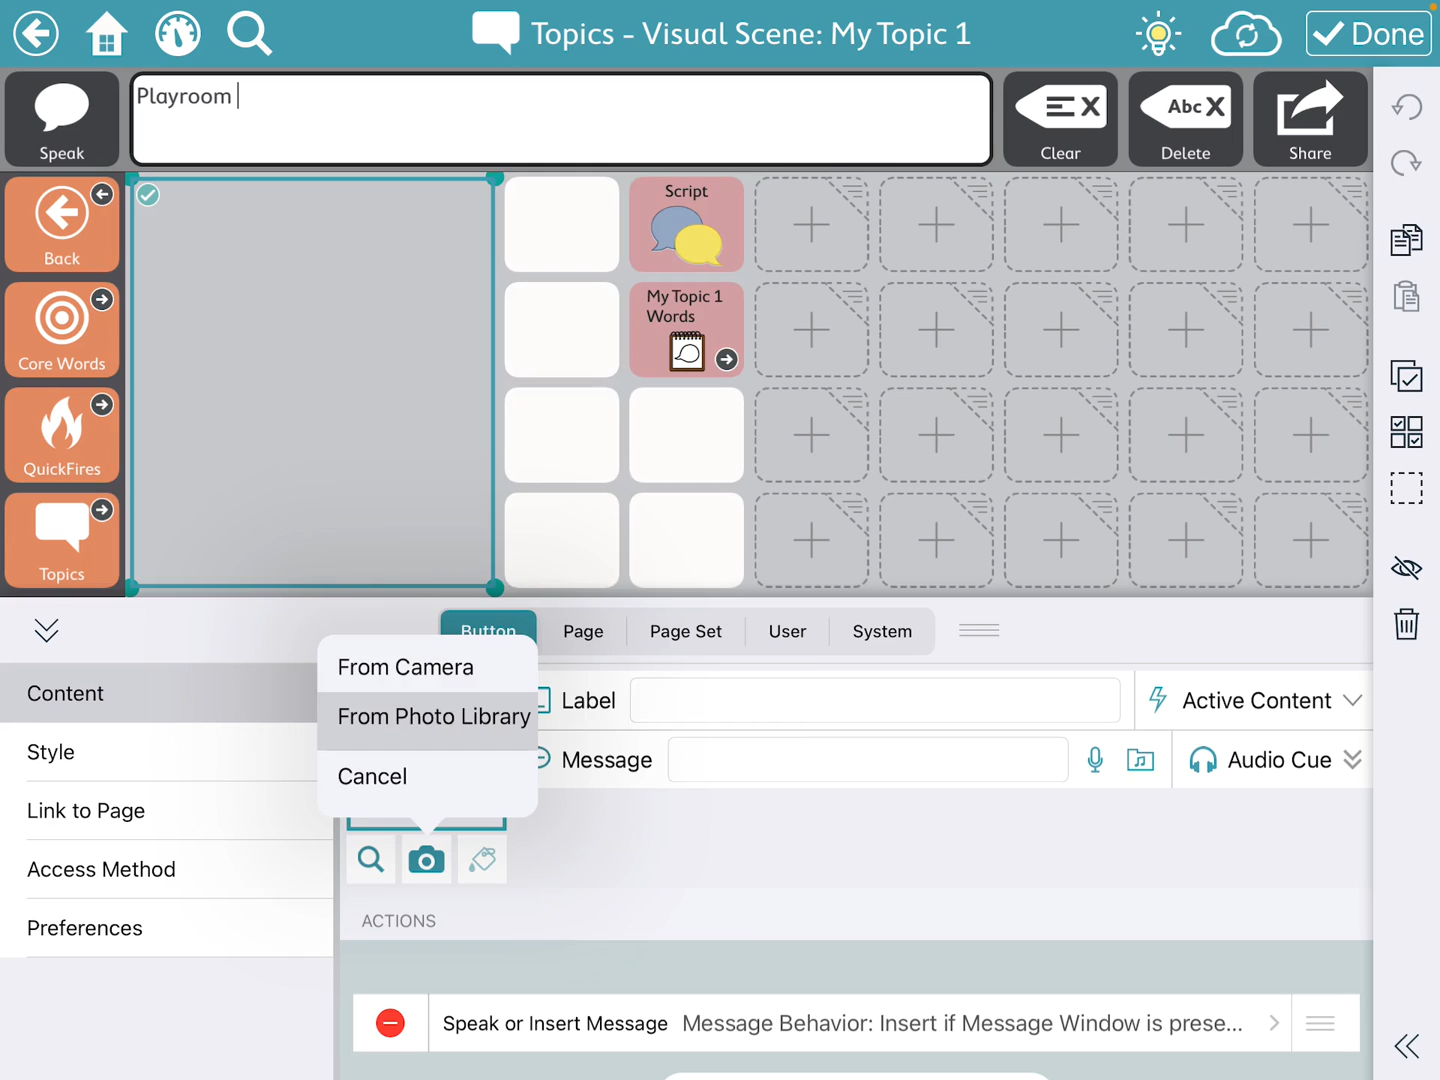 Topics - Visual Scene: My Topic 1
Done
Speak
Playroom
Abc X
X
Clear
Delete
Share
Back
Script
Core Words
My Topic 1
Words
QuickFires
Topics
Button
Page
Page Set
User
System
From Camera
From Photo Library
Cancel
Content
Style
Link to Page
Access Method
Preferences
Label
Active Content
Message
Audio Cue
ACTIONS
Speak or Insert Message
Message Behavior: Insert if Message Window is prese...